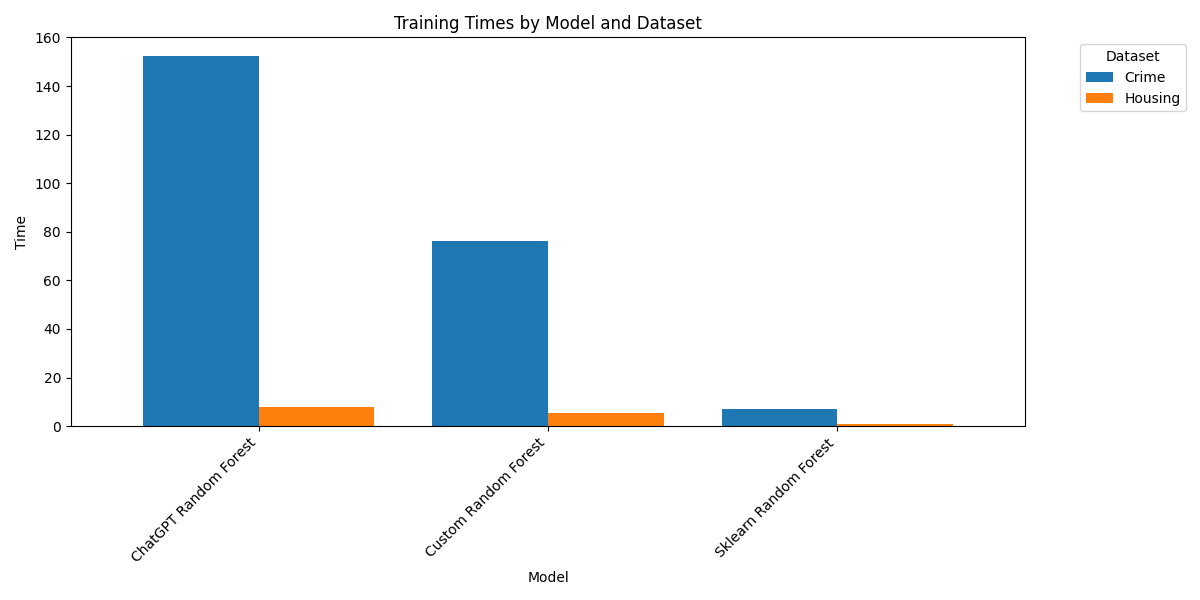 Training Times by Model and Dataset
160
140
120
100
80
60
40
20
0
Time
ChatGPT Random Forest
Custom Random Forest
Sklearn Random Forest
Model
Dataset
Crime
Housing